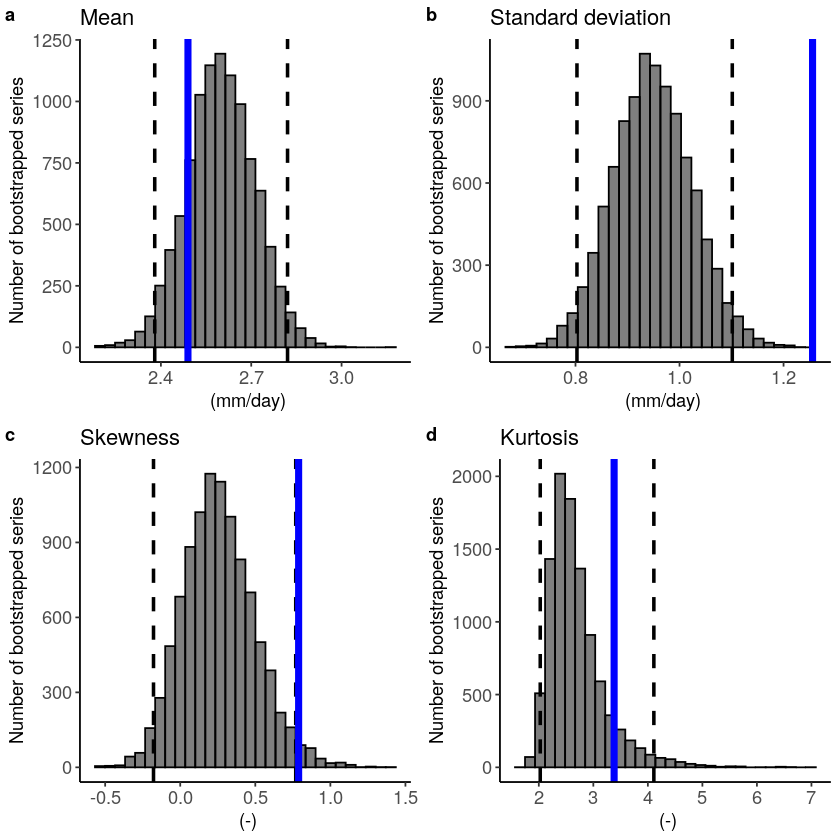 a Mean
Number of bootstrapped series
1250
1000
750
500
250
0
2.4 2.7 3.0
(mm/day)
b Standard deviation
Number of bootstrapped series
900
600
300
0
0.8 1.0 1.2
(mm/day)
c Skewness
Number of bootstrapped series
1200
900
600
300
0
-0.5 0.0 0.5 1.0 1.5
(-)
d Kurtosis
Number of bootstrapped series
2000
1500
1000
500
0
2 3 4 5 6 7
(-)